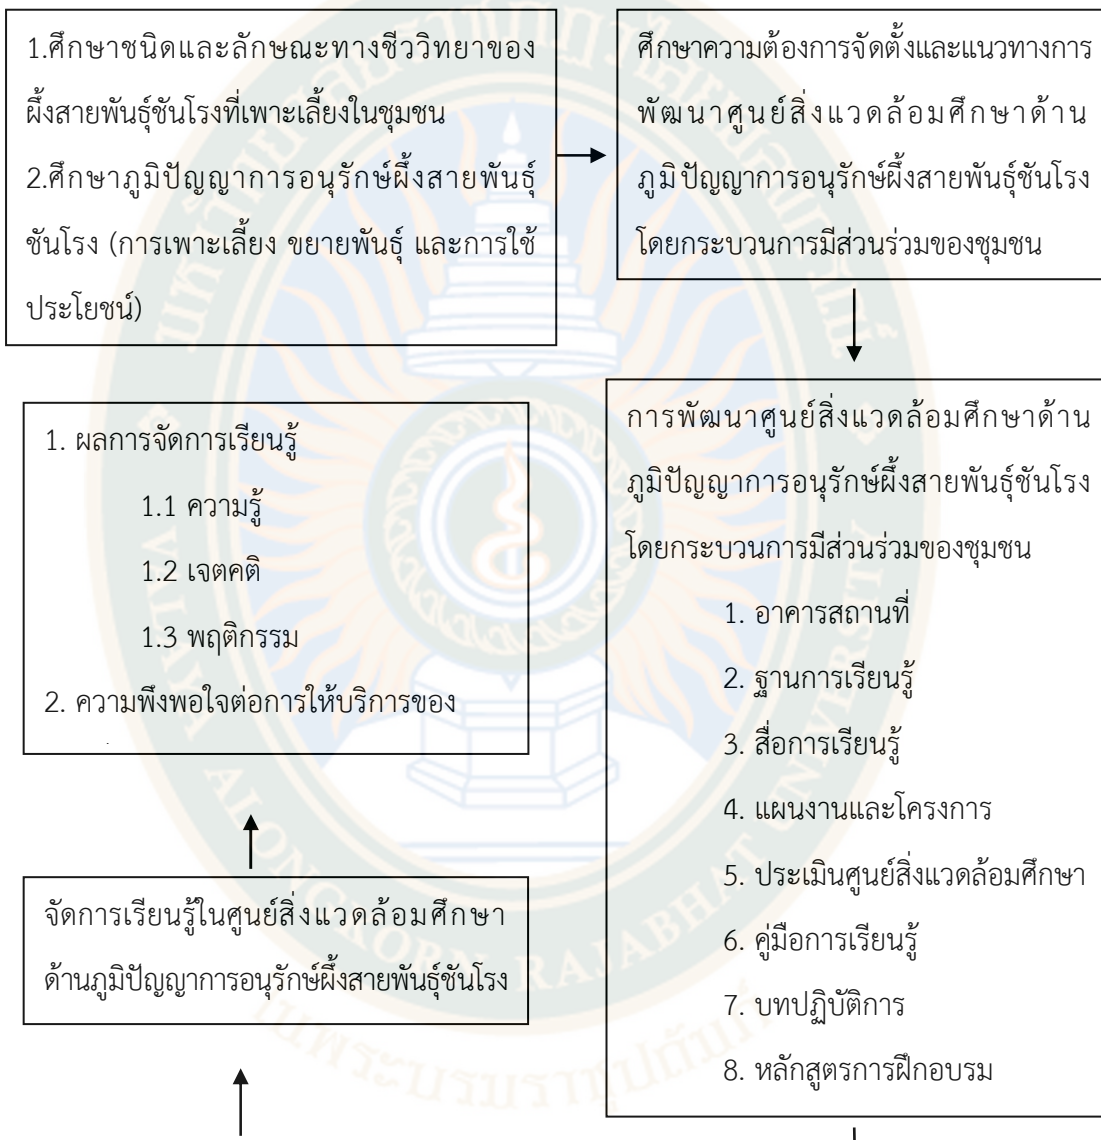 1.ศึกษาชนิดและลักษณะทางชีววิทยาของ
ผึ้งสายพันธุ์ชันโรงที่เพาะเลี้ยงในชุมชน
2.ศึกษาภูมิปัญญาการอนุรักษ์ผึ้งสายพันธุ์
ชันโรง (การเพาะเลี้ยง ขยายพันธุ์ และการใช้
ประโยชน์)
ศึกษาความต้องการจัดตั้งและแนวทางการ
พัฒนาศูนย์สิ่งแวดล้อมศึกษาด้าน
ภูมิปัญญาการอนุรักษ์ผึ้งสายพันธุ์ชันโรง
โดยกระบวนการมีส่วนร่วมของชุมชน
การพัฒนาศูนย์สิ่งแวดล้อมศึกษาด้าน
ภูมิปัญญาการอนุรักษ์ผึ้งสายพันธุ์ชันโรง
โดยกระบวนการมีส่วนร่วมของชุมชน
1. อาคารสถานที่
2. ฐานการเรียนรู้
3. สื่อการเรียนรู้
4. แผนงานและโครงการ
5. ประเมินศูนย์สิ่งแวดล้อมศึกษา
6. คู่มือการเรียนรู้
7. บทปฏิบัติการ
8. หลักสูตรการฝึกอบรม
1. ผลการจัดการเรียนรู้
1.1 ความรู้
1.2 เจตคติ
1.3 พฤติกรรม
2. ความพึงพอใจต่อการให้บริการของ
จัดการเรียนรู้ในศูนย์สิ่งแวดล้อมศึกษา
ด้านภูมิปัญญาการอนุรักษ์ผึ้งสายพันธุ์ชันโรง
VALAYA ALONGKORN RAJABHAT UNIVERSITY
ในพระบรมราชูปถัมภ์